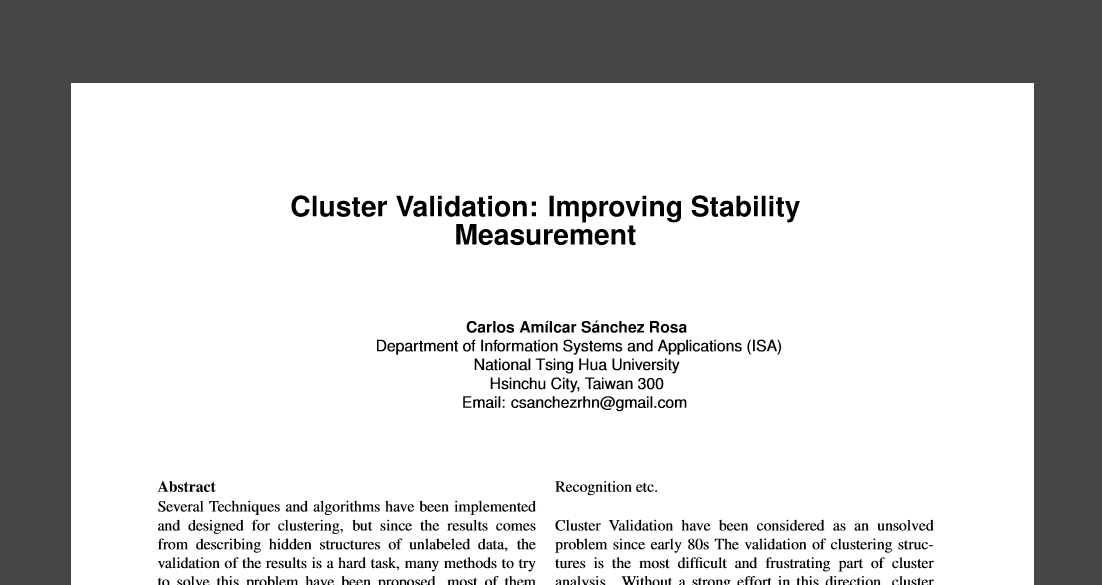 Cluster Validation: Improving Stability
Measurement
Carlos Amílcar Sánchez Rosa
Department of Information Systems and Applications (ISA)
National Tsing Hua University
Hsinchu City, Taiwan 300
Email: csanchezrhn@gmail.com
Abstract
Several Techniques and algorithms have been implemented
and designed for clustering, but since the results comes
from describing hidden structures of unlabeled data, the
validation of the results is a hard task, many methods to try
to solve this problem have been proposed, most of them
Recognition etc.
Cluster Validation have been considered as an unsolved
problem since early 80s The validation of clustering struc-
tures is the most difficult and frustrating part of cluster
analysis. Without a strong effort in this direction, cluster